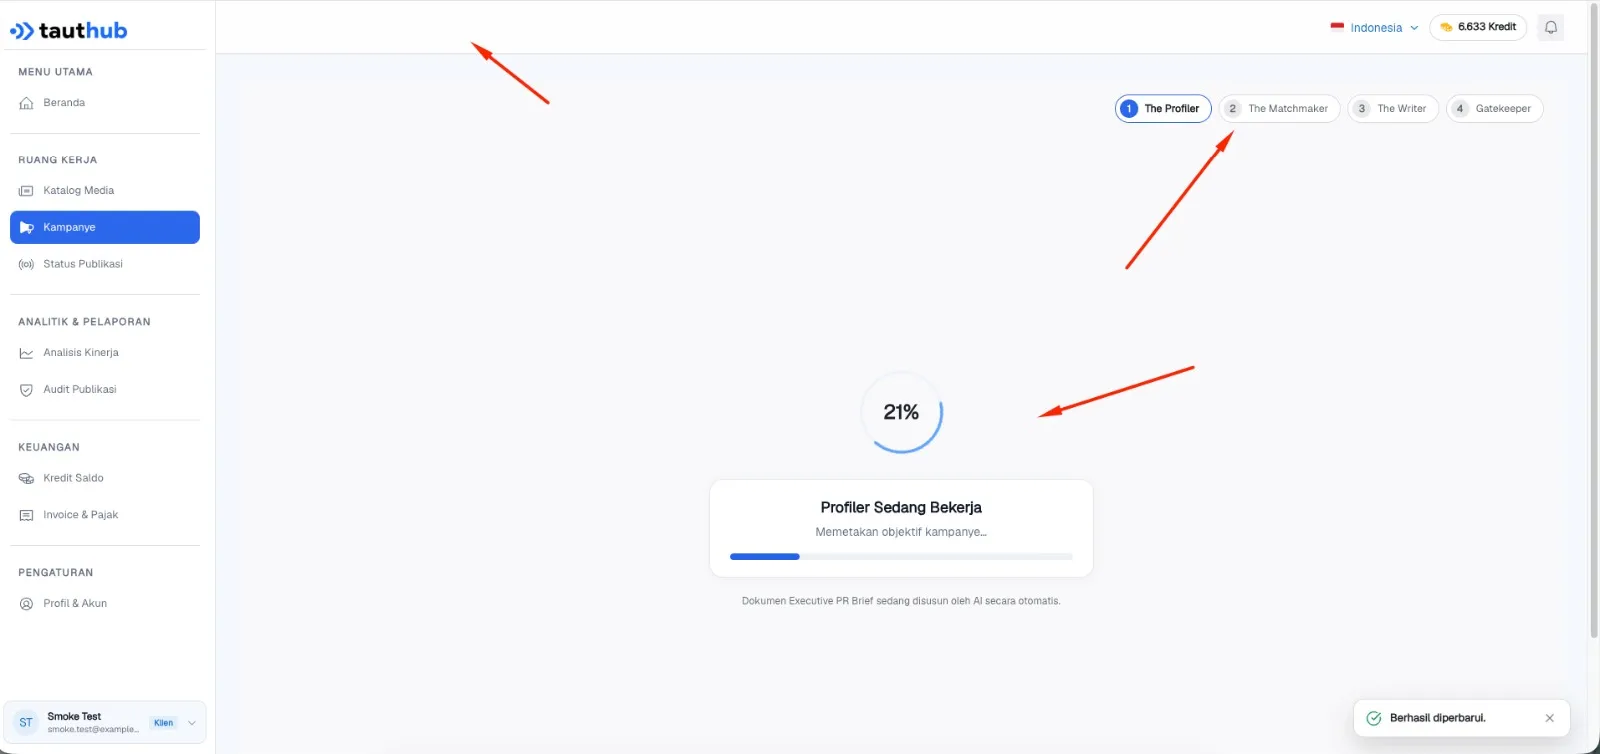 tauthub
Indonesia
6.633 Kredit
MENU UTAMA
Beranda
RUANG KERJA
Katalog Media
Kampanye
Status Publikasi
ANALITIK & PELAPORAN
Analisis Kinerja
Audit Publikasi
KEUANGAN
Kredit Saldo
Invoice & Pajak
PENGATURAN
Profil & Akun
ST
Smoke Test
smoke.test@example...
Klien
1 The Profiler
2 The Matchmaker
3 The Writer
4 Gatekeeper
21%
Profiler Sedang Bekerja
Memetakan objektif kampanye...
Dokumen Executive PR Brief sedang disusun oleh AI secara otomatis.
Berhasil diperbarui.